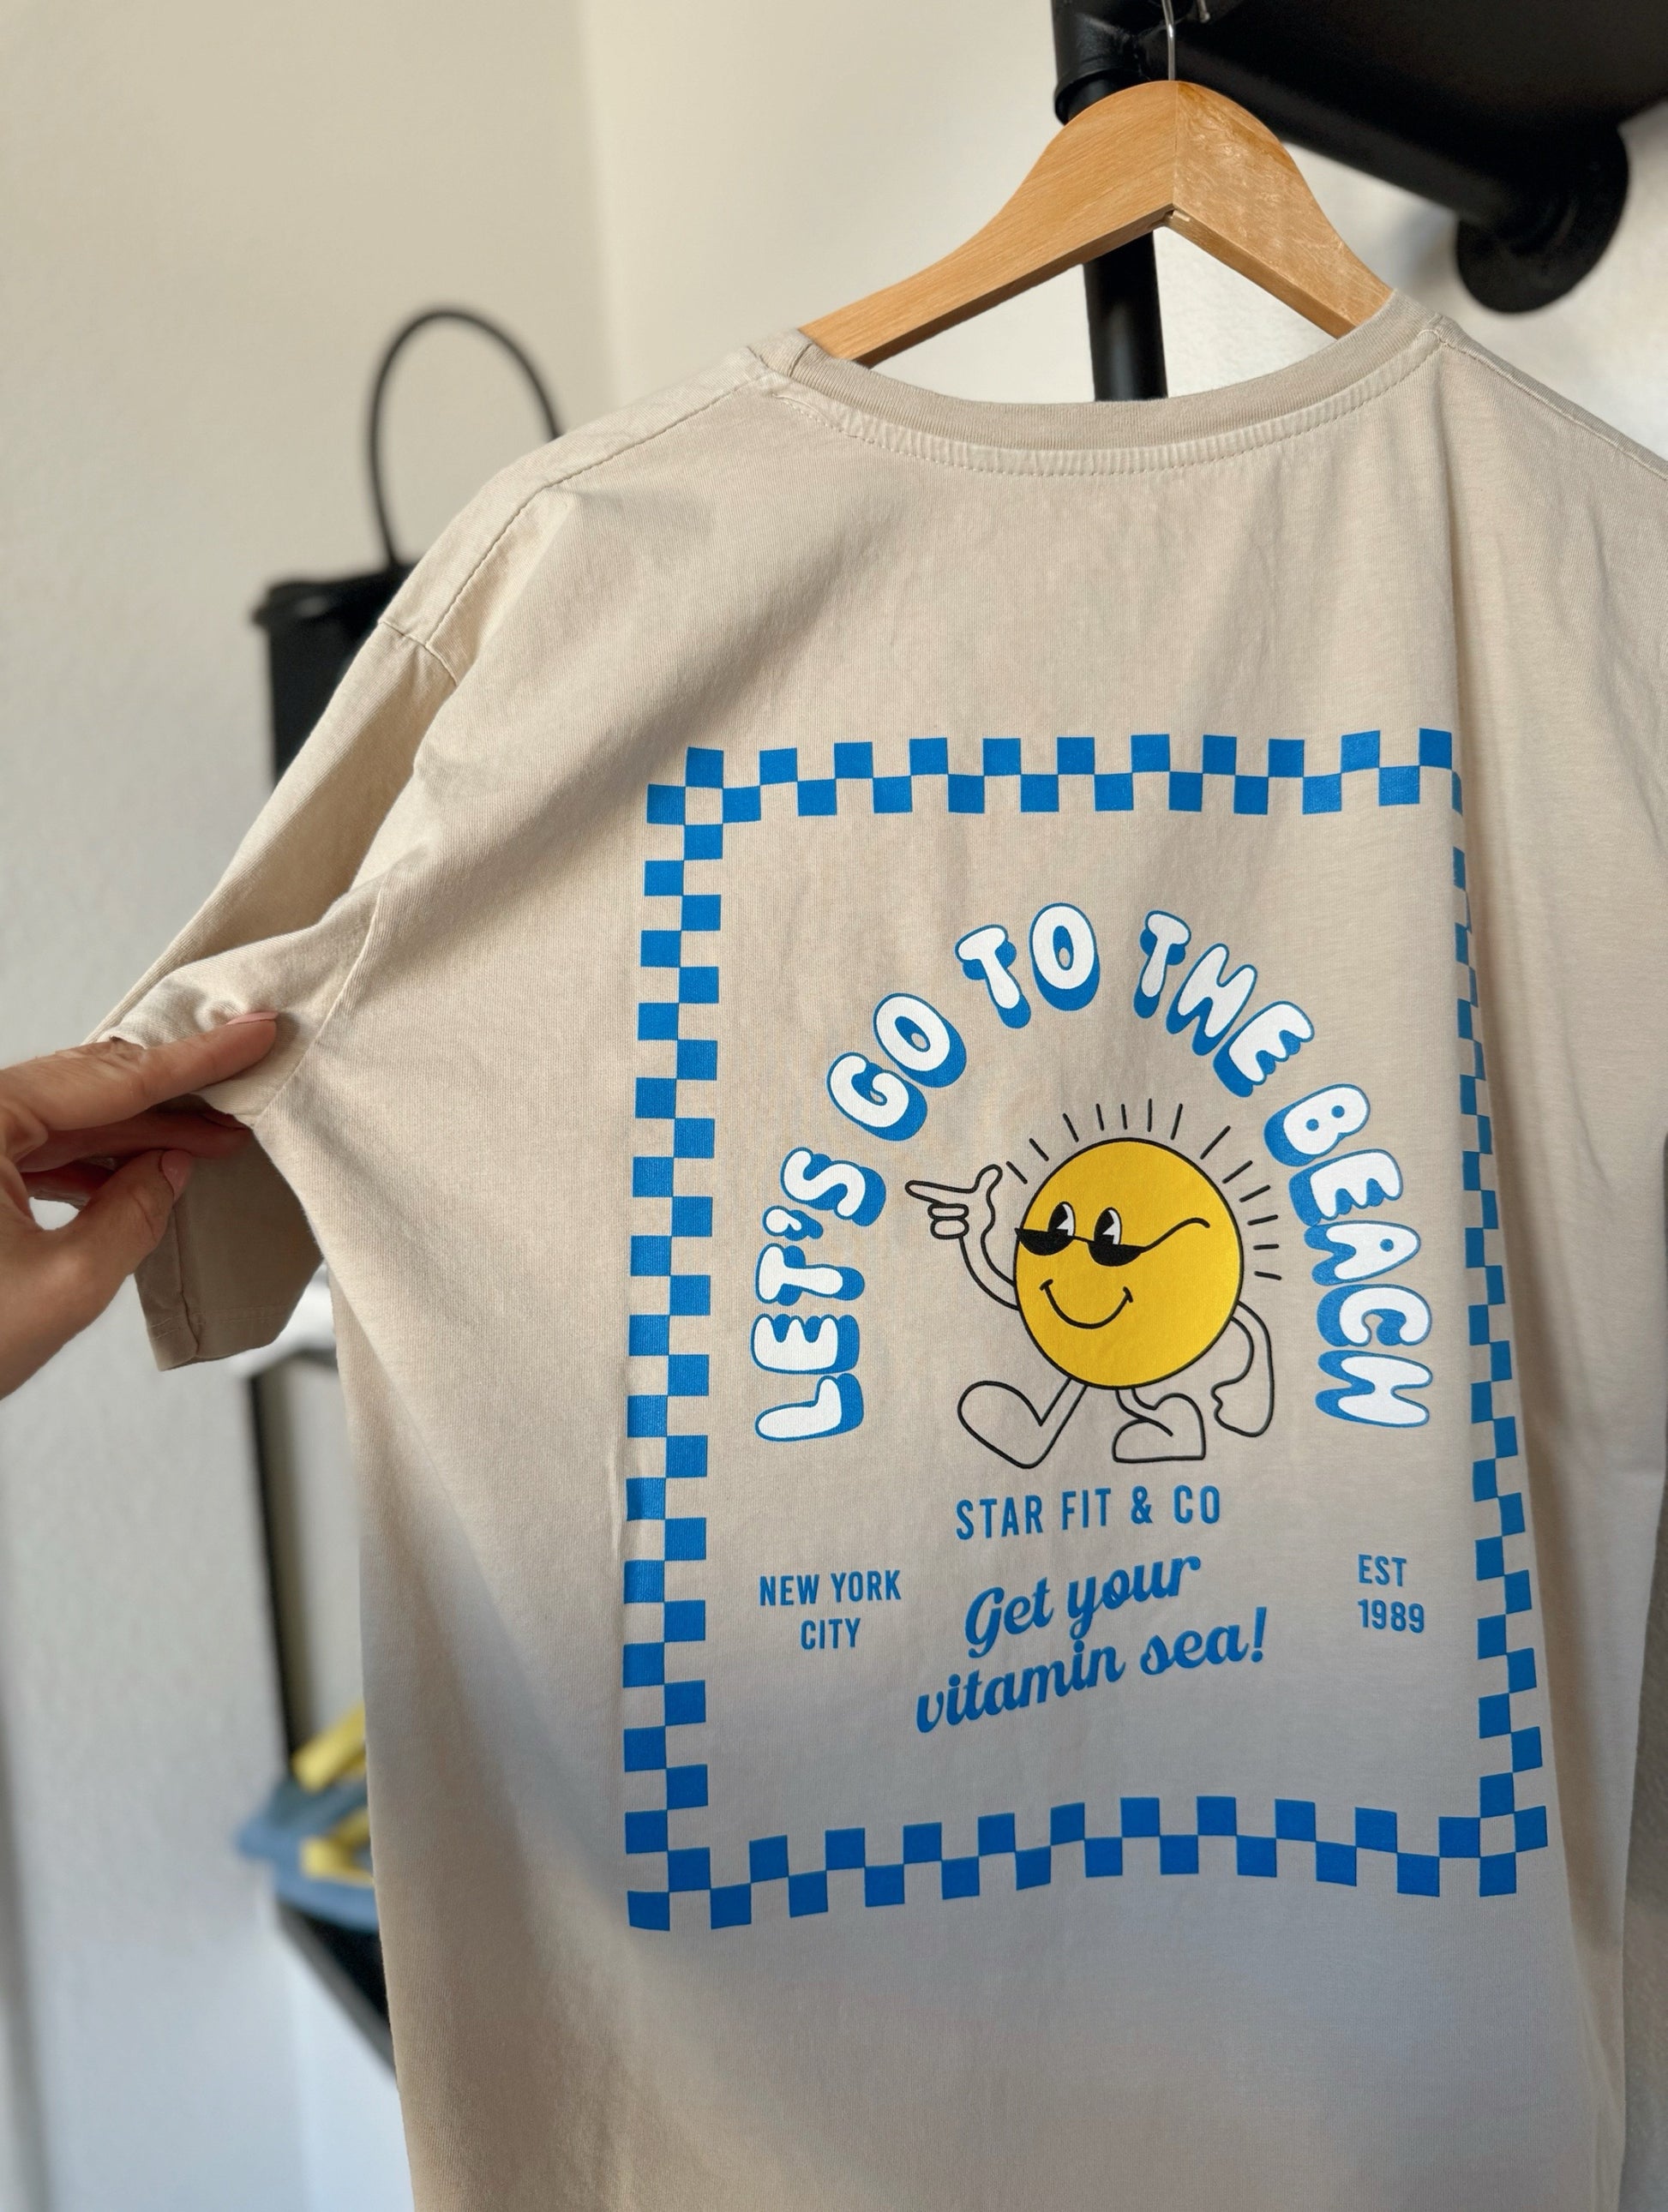 LET'S GO TO THE BEACH
STAR FIT & CO
NEW YORK
CITY
Get your
vitamin sea!
EST
1989